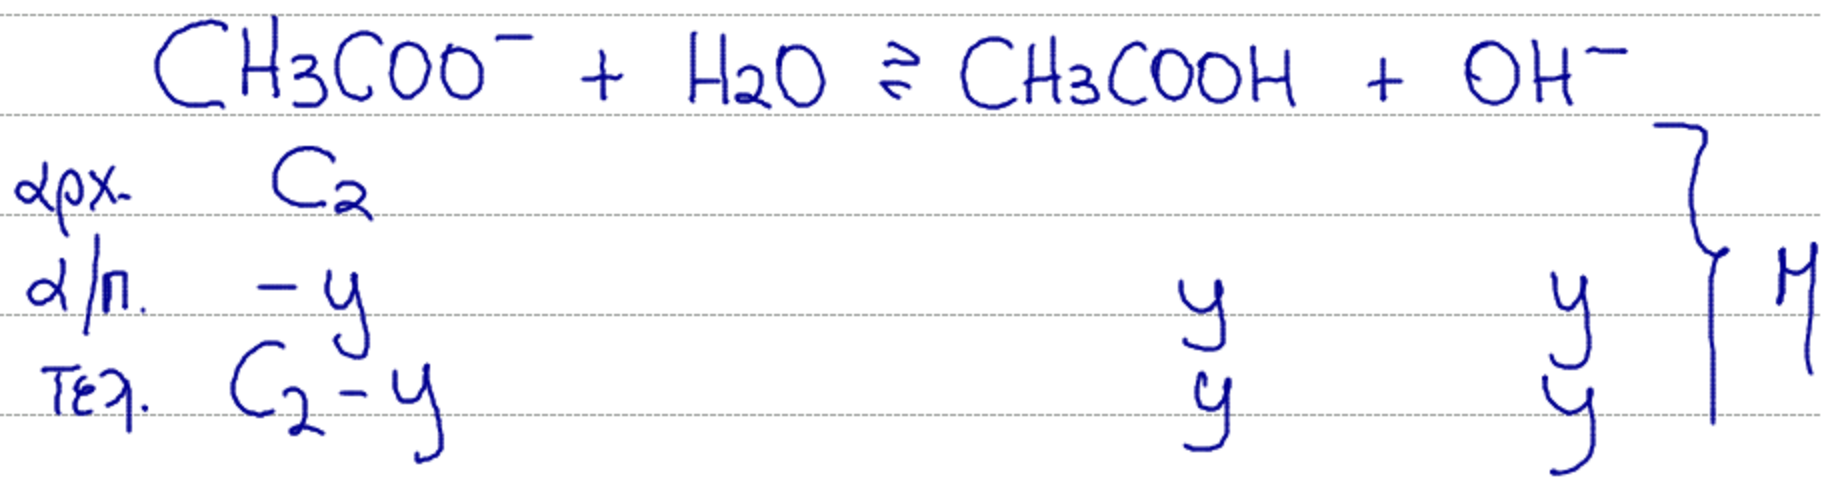 CH3COO⁻ + H2O ⇌ CH3COOH + OH⁻
αρχ. C2
α/π. -y y y M
τελ. C2-y y y